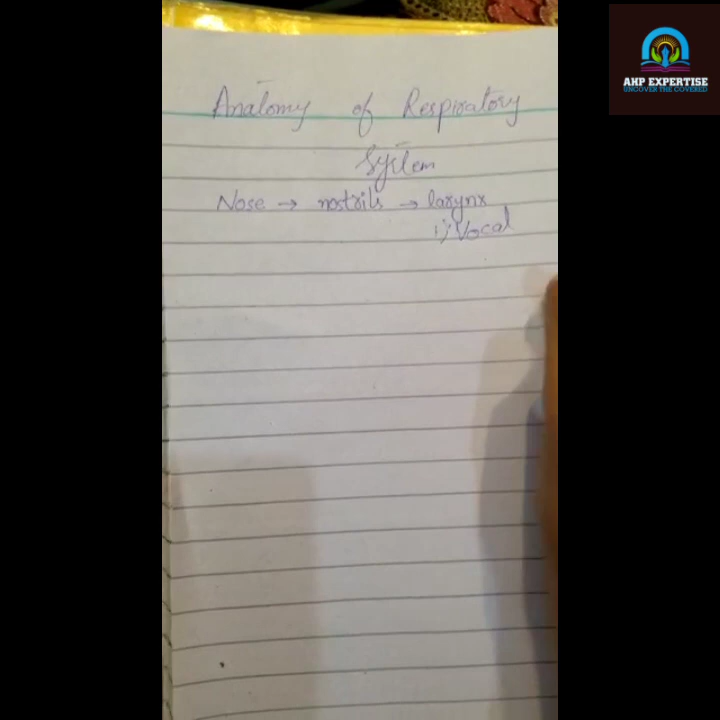 AHP EXPERTISE
UNCOVER THE COVERED
Anatomy of Respiratory
System
Nose → nostrils → larynx
i) Vocal